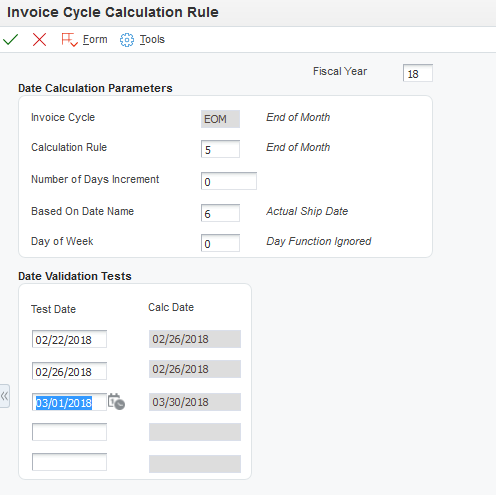 Invoice Cycle Calculation Rule
Form Tools
Fiscal Year 18
Date Calculation Parameters
Invoice Cycle EOM End of Month
Calculation Rule 5 End of Month
Number of Days Increment 0
Based On Date Name 6 Actual Ship Date
Day of Week 0 Day Function Ignored
Date Validation Tests
Test Date Calc Date
02/22/2018 02/26/2018
02/26/2018 02/26/2018
03/01/2018 03/30/2018